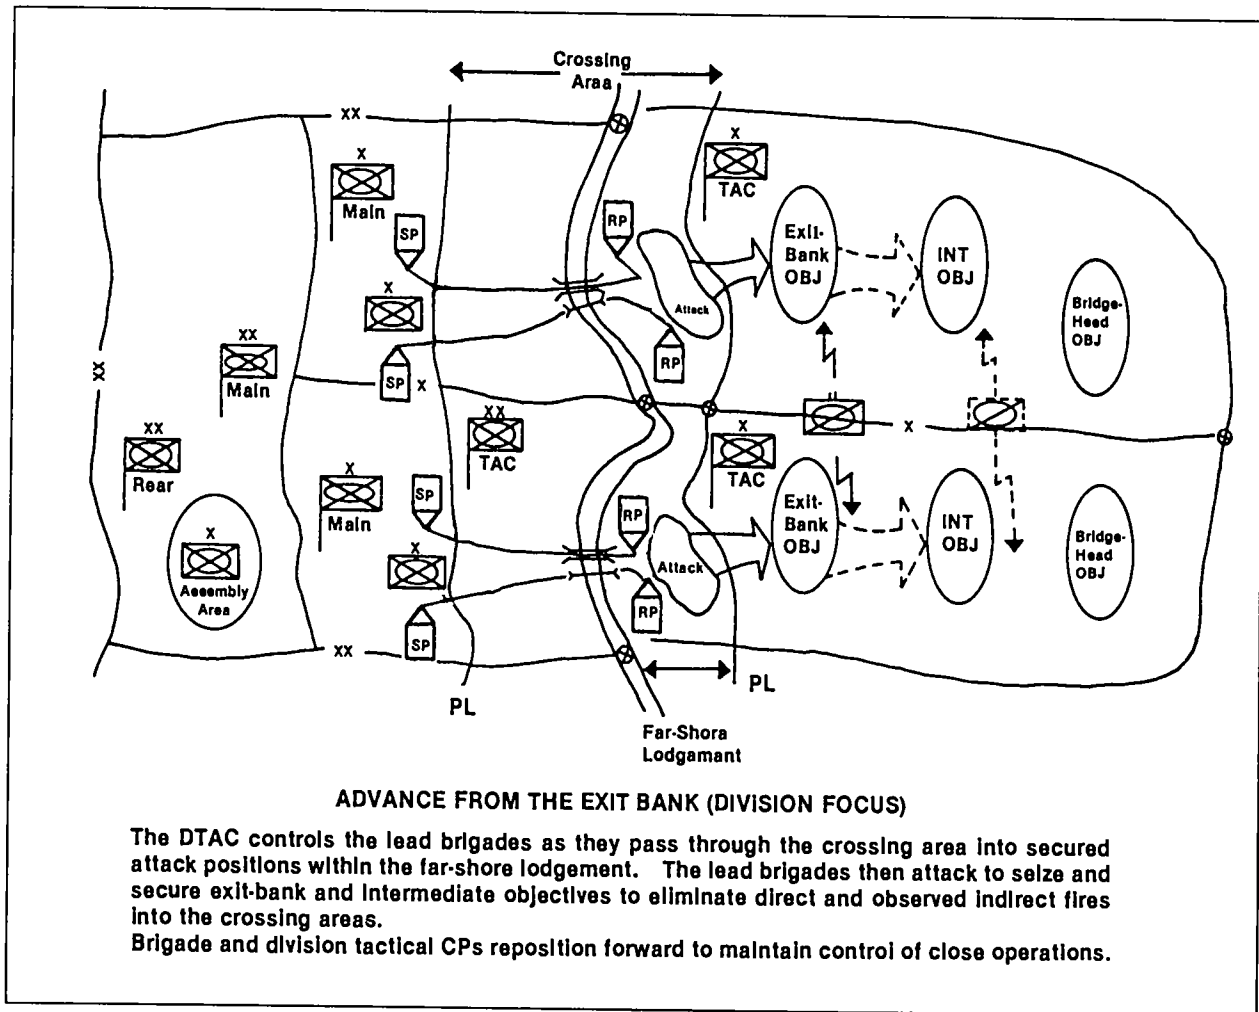 Crossing
Araa
XX
X
TAC
X
Main
SP
RP
Exit-
Bank
OBJ
INT
OBJ
X
Attack
Bridge-
Head
OBJ
RP
XX
Main
XX
SP
X
XX
TAC
X
TAC
X
XX
Rear
X
Main
SP
RP
Exit-
Bank
OBJ
INT
OBJ
Bridge-
Head
OBJ
X
Assembly
Area
X
Attack
RP
SP
XX
PL
PL
Far-Shora
Lodgamant
ADVANCE FROM THE EXIT BANK (DIVISION FOCUS)
The DTAC controls the lead brigades as they pass through the crossing area into secured
attack positions within the far-shore lodgement. The lead brigades then attack to seize and
secure exit-bank and intermediate objectives to eliminate direct and observed indirect fires
into the crossing areas.
Brigade and division tactical CPs reposition forward to maintain control of close operations.